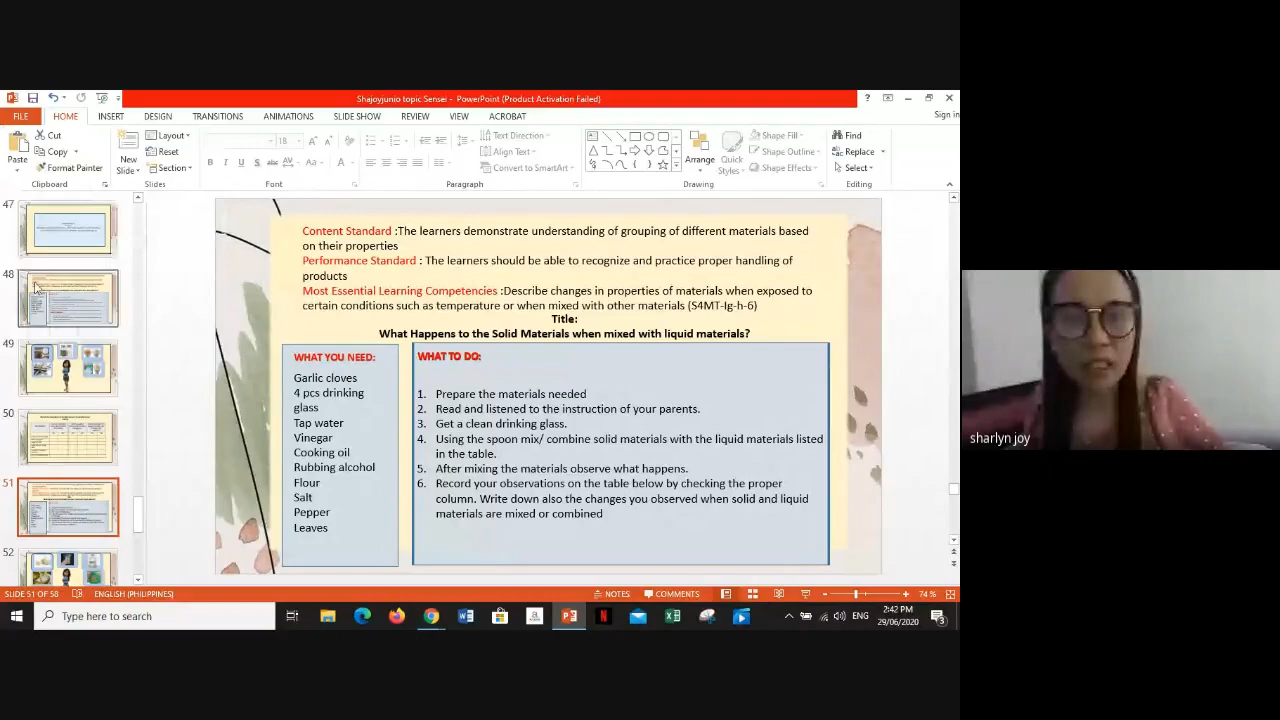 Shajoyjunio topic Sensei - PowerPoint (Product Activation Failed)
FILE HOME INSERT DESIGN TRANSITIONS ANIMATIONS SLIDE SHOW REVIEW VIEW ACROBAT Sign in
Paste
Cut
Copy
Format Painter
Clipboard
New Slide
Layout
Reset
Section
Slides
18
B I U S abc AV Aa A
Font
Text Direction
Align Text
Convert to SmartArt
Paragraph
Arrange
Quick Styles
Shape Fill
Shape Outline
Shape Effects
Drawing
Find
Replace
Select
Editing
47
48
49
50
51
52
Content Standard :The learners demonstrate understanding of grouping of different materials based
on their properties
Performance Standard : The learners should be able to recognize and practice proper handling of
products
Most Essential Learning Competencies :Describe changes in properties of materials when exposed to
certain conditions such as temperature or when mixed with other materials (S4MT-Ig-h-6)
Title:
What Happens to the Solid Materials when mixed with liquid materials?
WHAT YOU NEED:
Garlic cloves
4 pcs drinking
glass
Tap water
Vinegar
Cooking oil
Rubbing alcohol
Flour
Salt
Pepper
Leaves
WHAT TO DO:
1. Prepare the materials needed
2. Read and listened to the instruction of your parents.
3. Get a clean drinking glass.
4. Using the spoon mix/ combine solid materials with the liquid materials listed
in the table.
5. After mixing the materials observe what happens.
6. Record your observations on the table below by checking the proper
column. Write down also the changes you observed when solid and liquid
materials are mixed or combined
sharlyn joy
SLIDE 51 OF 58 ENGLISH (PHILIPPINES) NOTES COMMENTS 74 %
Type here to search
ENG
2:42 PM
29/06/2020
3